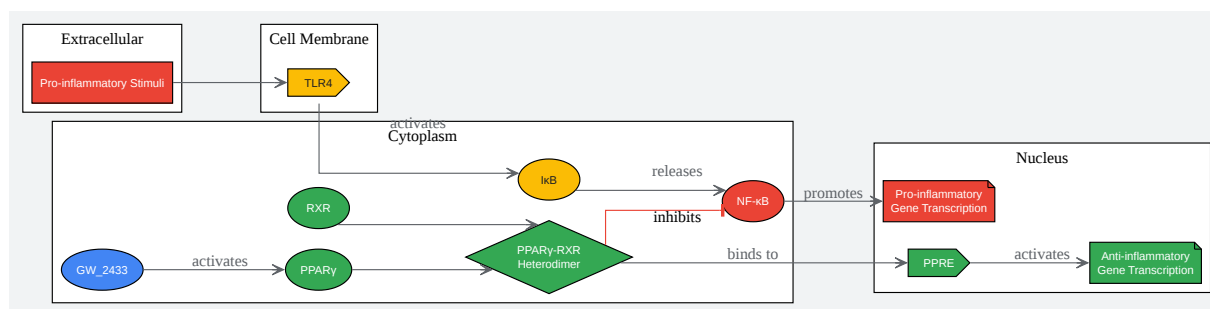 Extracellular
Cell Membrane
Pro-inflammatory Stimuli
TLR4
activates
Cytoplasm
IκB
releases
NF-κB
promotes
Nucleus
Pro-inflammatory
Gene Transcription
RXR
inhibits
PPARγ-RXR
Heterodimer
GW_2433
activates
PPARγ
binds to
PPRE
activates
Anti-inflammatory
Gene Transcription